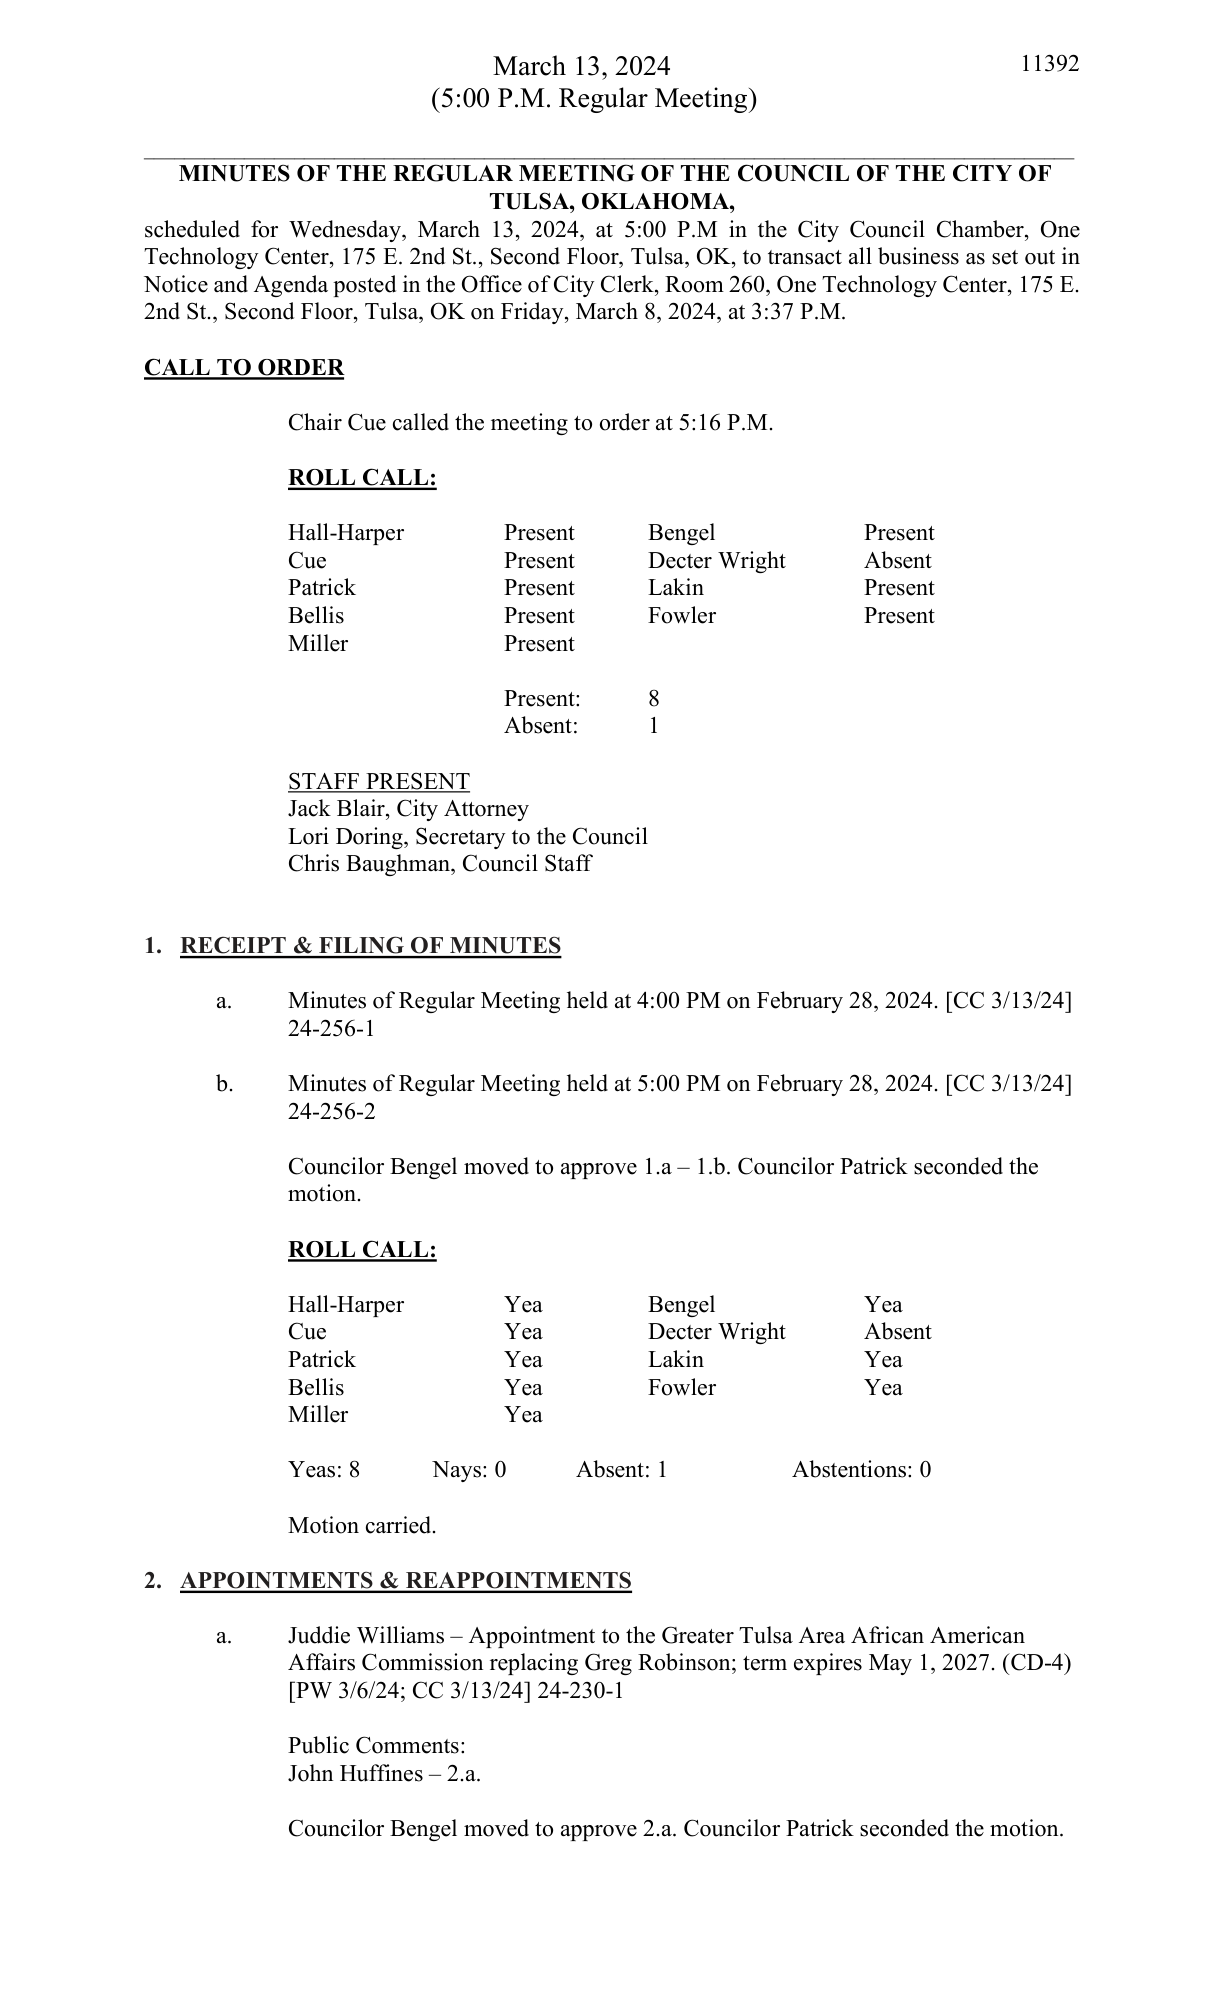 March 13, 2024 11392
(5:00 P.M. Regular Meeting)
MINUTES OF THE REGULAR MEETING OF THE COUNCIL OF THE CITY OF
TULSA, OKLAHOMA,
scheduled for Wednesday, March 13, 2024, at 5:00 P.M in the City Council Chamber, One
Technology Center, 175 E. 2nd St., Second Floor, Tulsa, OK, to transact all business as set out in
Notice and Agenda posted in the Office of City Clerk, Room 260, One Technology Center, 175 E.
2nd St., Second Floor, Tulsa, OK on Friday, March 8, 2024, at 3:37 P.M.
CALL TO ORDER
Chair Cue called the meeting to order at 5:16 P.M.
ROLL CALL:
Hall-Harper Present Bengel Present
Cue Present Decter Wright Absent
Patrick Present Lakin Present
Bellis Present Fowler Present
Miller Present
Present: 8
Absent: 1
STAFF PRESENT
Jack Blair, City Attorney
Lori Doring, Secretary to the Council
Chris Baughman, Council Staff
1. RECEIPT & FILING OF MINUTES
a. Minutes of Regular Meeting held at 4:00 PM on February 28, 2024. [CC 3/13/24]
24-256-1
b. Minutes of Regular Meeting held at 5:00 PM on February 28, 2024. [CC 3/13/24]
24-256-2
Councilor Bengel moved to approve 1.a – 1.b. Councilor Patrick seconded the
motion.
ROLL CALL:
Hall-Harper Yea Bengel Yea
Cue Yea Decter Wright Absent
Patrick Yea Lakin Yea
Bellis Yea Fowler Yea
Miller Yea
Yeas: 8 Nays: 0 Absent: 1 Abstentions: 0
Motion carried.
2. APPOINTMENTS & REAPPOINTMENTS
a. Juddie Williams – Appointment to the Greater Tulsa Area African American
Affairs Commission replacing Greg Robinson; term expires May 1, 2027. (CD-4)
[PW 3/6/24; CC 3/13/24] 24-230-1
Public Comments:
John Huffines – 2.a.
Councilor Bengel moved to approve 2.a. Councilor Patrick seconded the motion.